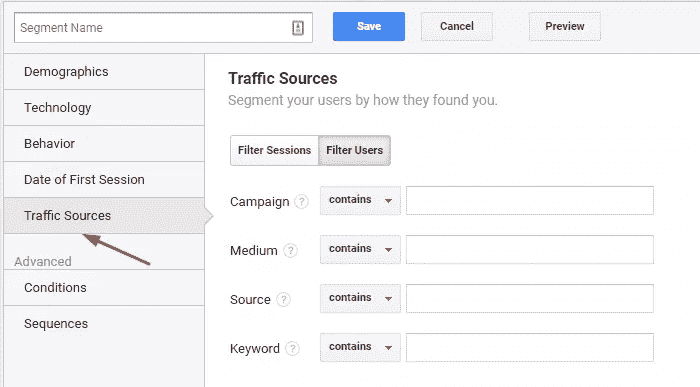 Segment Name
Save
Cancel
Preview
Demographics
Technology
Behavior
Date of First Session
Traffic Sources
Advanced
Conditions
Sequences
Traffic Sources
Segment your users by how they found you.
Filter Sessions Filter Users
Campaign ? contains
Medium ? contains
Source ? contains
Keyword ? contains